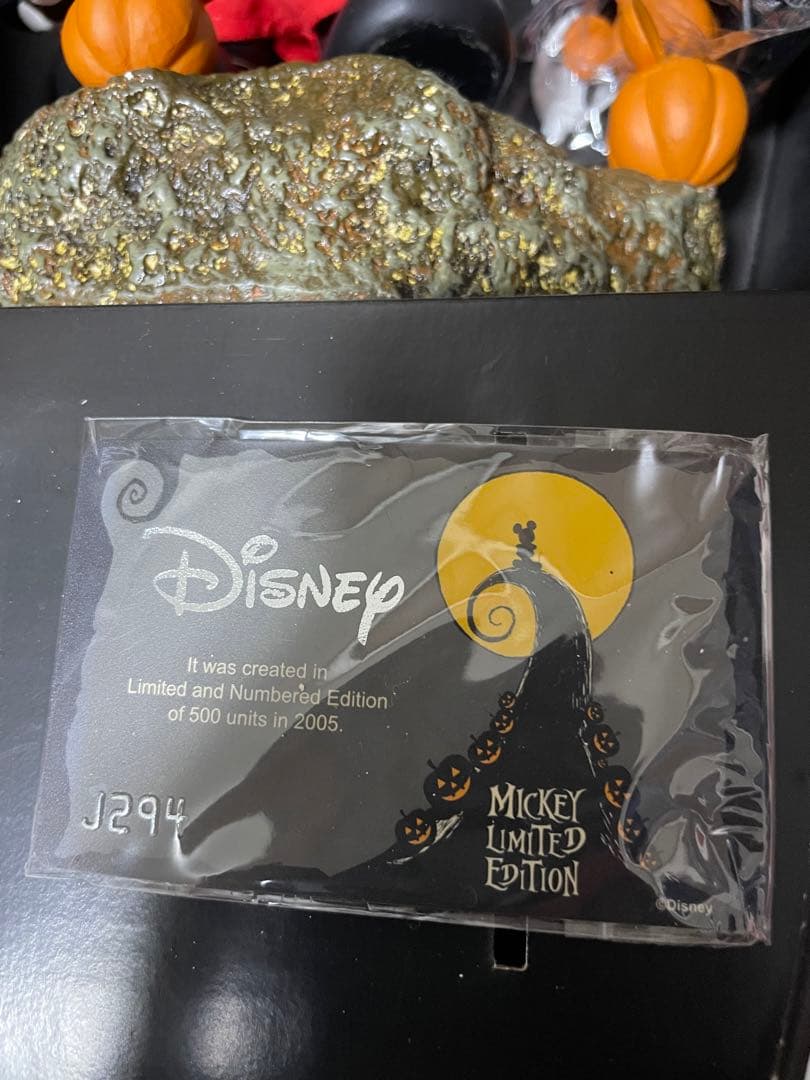 Disney
It was created in
Limited and Numbered Edition
of 500 units in 2005.
J294
MICKEY
LIMITED
EDITION
©Disney